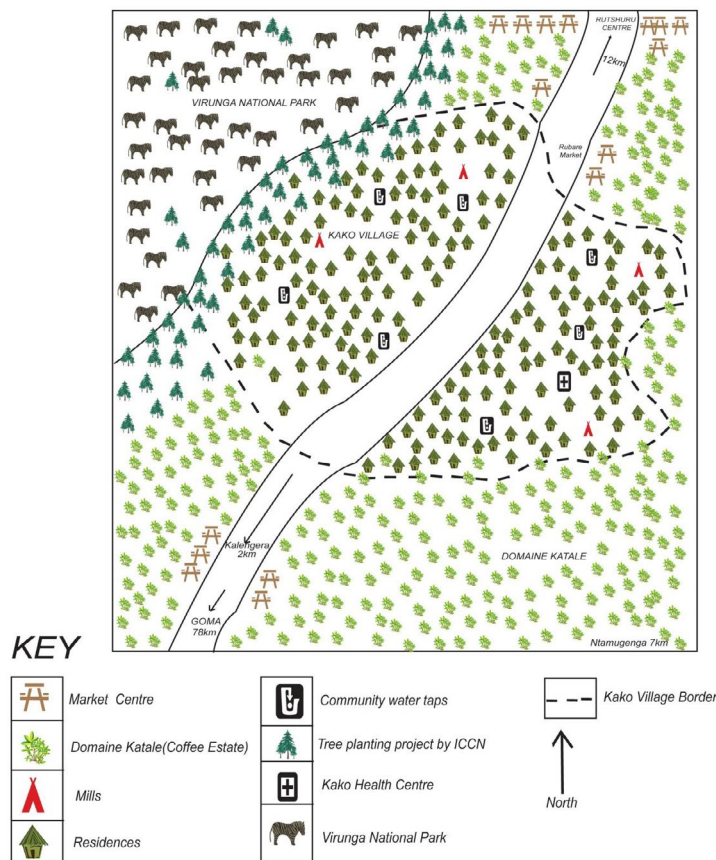 RUTSHURU
CENTRE
12km
VIRUNGA NATIONAL PARK
Rubare
Market
KAKO VILLAGE
Kalengera
2km
DOMAINE KATALE
GOMA
78km
Ntamugenga 7km
KEY
Market Centre
Domaine Katale(Coffee Estate)
Mills
Residences
Community water taps
Tree planting project by ICCN
Kako Health Centre
Virunga National Park
Kako Village Border
North